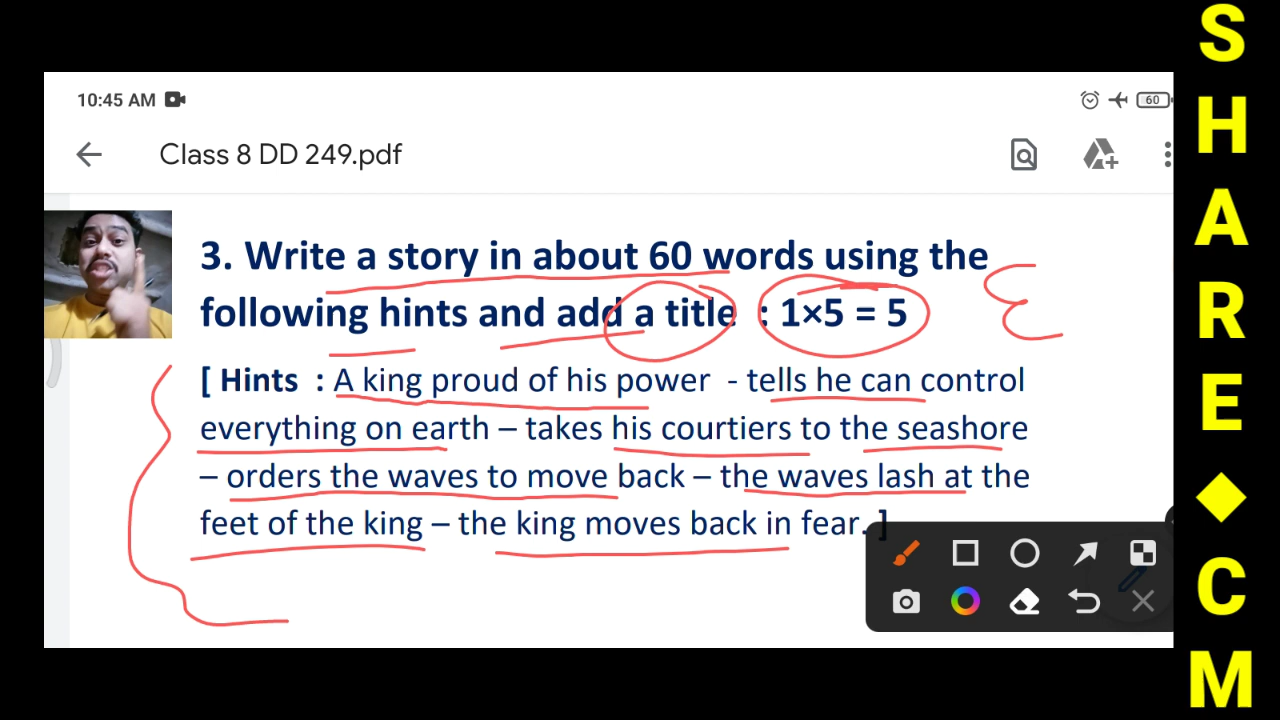 10:45 AM
60
Class 8 DD 249.pdf
3. Write a story in about 60 words using the
following hints and add a title : 1×5 = 5
[ Hints : A king proud of his power - tells he can control
everything on earth – takes his courtiers to the seashore
– orders the waves to move back – the waves lash at the
feet of the king – the king moves back in fear. ]
SHARE◆CM